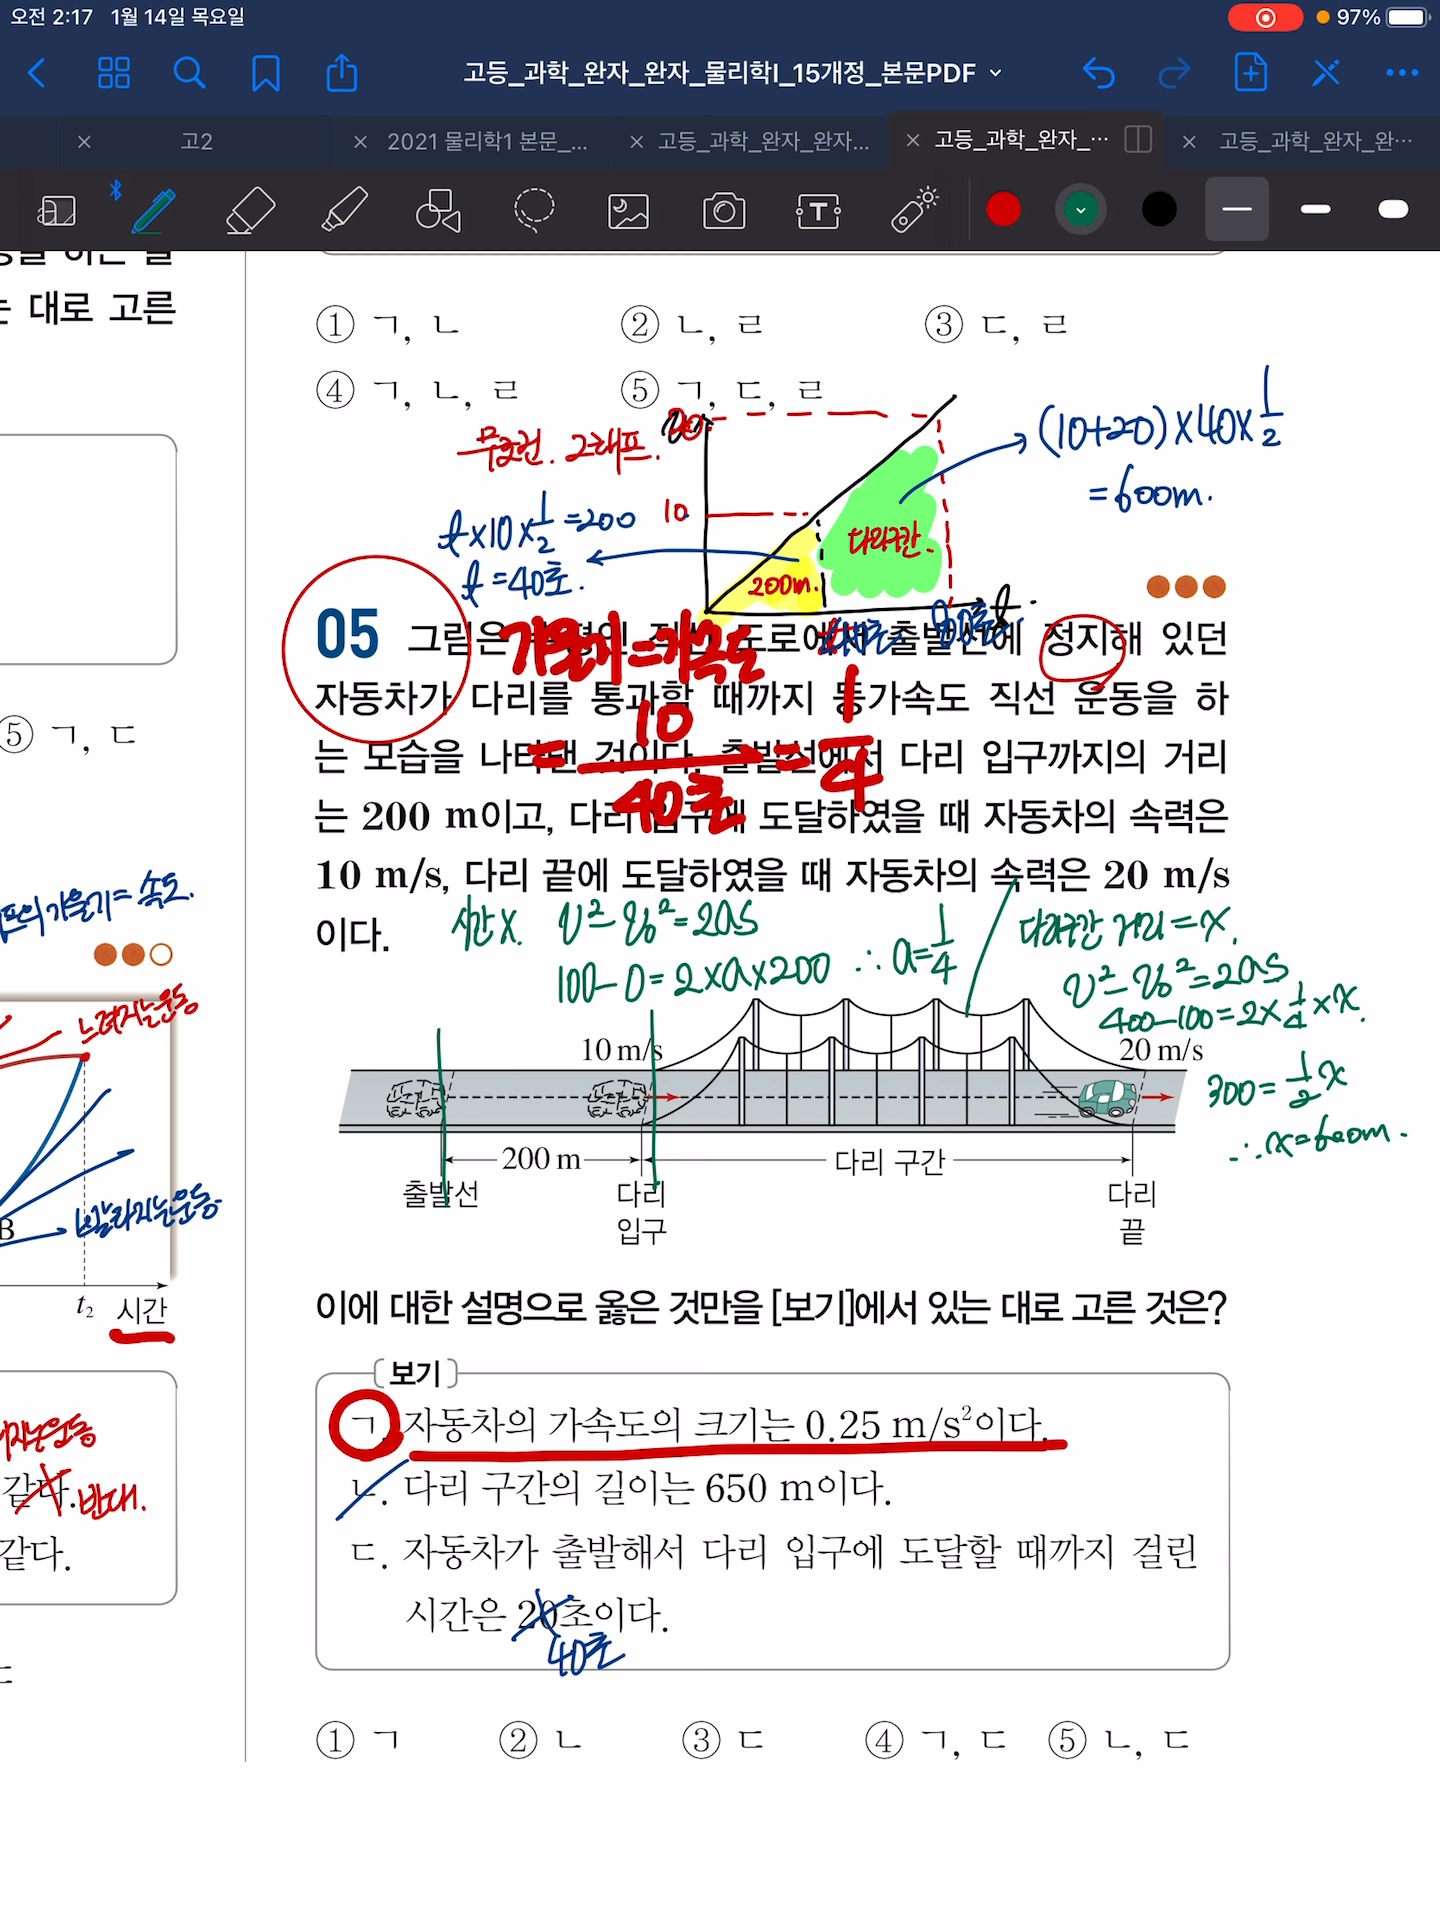 오전 2:17 1월 14일 목요일
97%
고등_과학_완자_완자_물리학I_15개정_본문PDF
고2
2021 물리학1 본문_...
고등_과학_완자_완자...
고등_과학_완자_...
고등_과학_완자_완...
는 대로 고른
⑤ ㄱ, ㄷ
느려지는운동
빨라지는운동
B
t₂ 시간
같다. 반대.
같다.
① ㄱ, ㄴ ② ㄴ, ㄹ ③ ㄷ, ㄹ
④ ㄱ, ㄴ, ㄹ ⑤ ㄱ, ㄷ, ㄹ
무조건. 그래프.
20
10
t×10×1/2=200
t=40초.
200m.
다리구간.
(10+20)×40×1/2
=600m.
40초 80초 t
05 그림은 도로에서 출발선에 정지해 있던
자동차가 다리를 통과할 때까지 등가속도 직선 운동을 하
는 모습을 나타낸 것이다. 출발선에서 다리 입구까지의 거리
는 200 m이고, 다리 입구에 도달하였을 때 자동차의 속력은
10 m/s, 다리 끝에 도달하였을 때 자동차의 속력은 20 m/s
이다.
기울기=가속도
=10/40초=1/4
시간X. v²-v₀²=2as
100-0=2×a×200 ∴a=1/4
다리구간 거리=x.
v²-v₀²=2as
400-100=2×1/4×x.
300=1/2x
∴x=600m.
10 m/s 20 m/s
200 m 다리 구간
출발선 다리 다리
입구 끝
이에 대한 설명으로 옳은 것만을 [보기]에서 있는 대로 고른 것은?
보기
ㄱ. 자동차의 가속도의 크기는 0.25 m/s²이다.
ㄴ. 다리 구간의 길이는 650 m이다.
ㄷ. 자동차가 출발해서 다리 입구에 도달할 때까지 걸린
시간은 20초이다.
40초
① ㄱ ② ㄴ ③ ㄷ ④ ㄱ, ㄷ ⑤ ㄴ, ㄷ